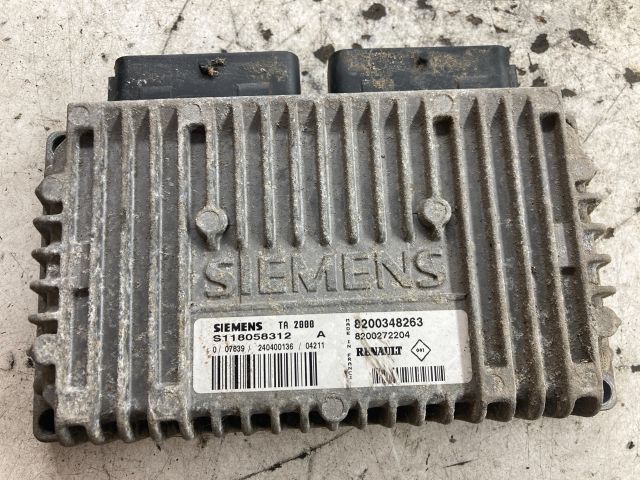 SIEMENS
SIEMENS TA 2000
S118058312 A
0 / 07839 / 240400136 / 04211
MADE IN FRANCE
8200348263
8200272204
RENAULT